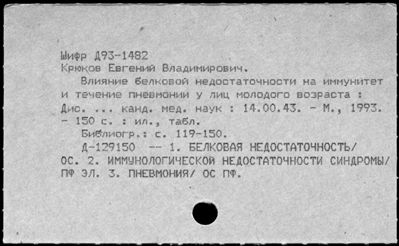 Шифр Д93-1482
Крюков Евгений Владимирович.
Влияние белковой недостаточности на иммунитет
и течение пневмонии у лиц молодого возраста :
Дис. ... канд. мед. наук : 14.00.43. - М., 1993.
- 150 с. : ил., табл.
Библиогр.: с. 119-150.
Д-129150 -- 1. БЕЛКОВАЯ НЕДОСТАТОЧНОСТЬ/
ОС. 2. ИММУНОЛОГИЧЕСКОЙ НЕДОСТАТОЧНОСТИ СИНДРОМЫ/
ПФ ЭЛ. 3. ПНЕВМОНИЯ/ ОС ПФ.